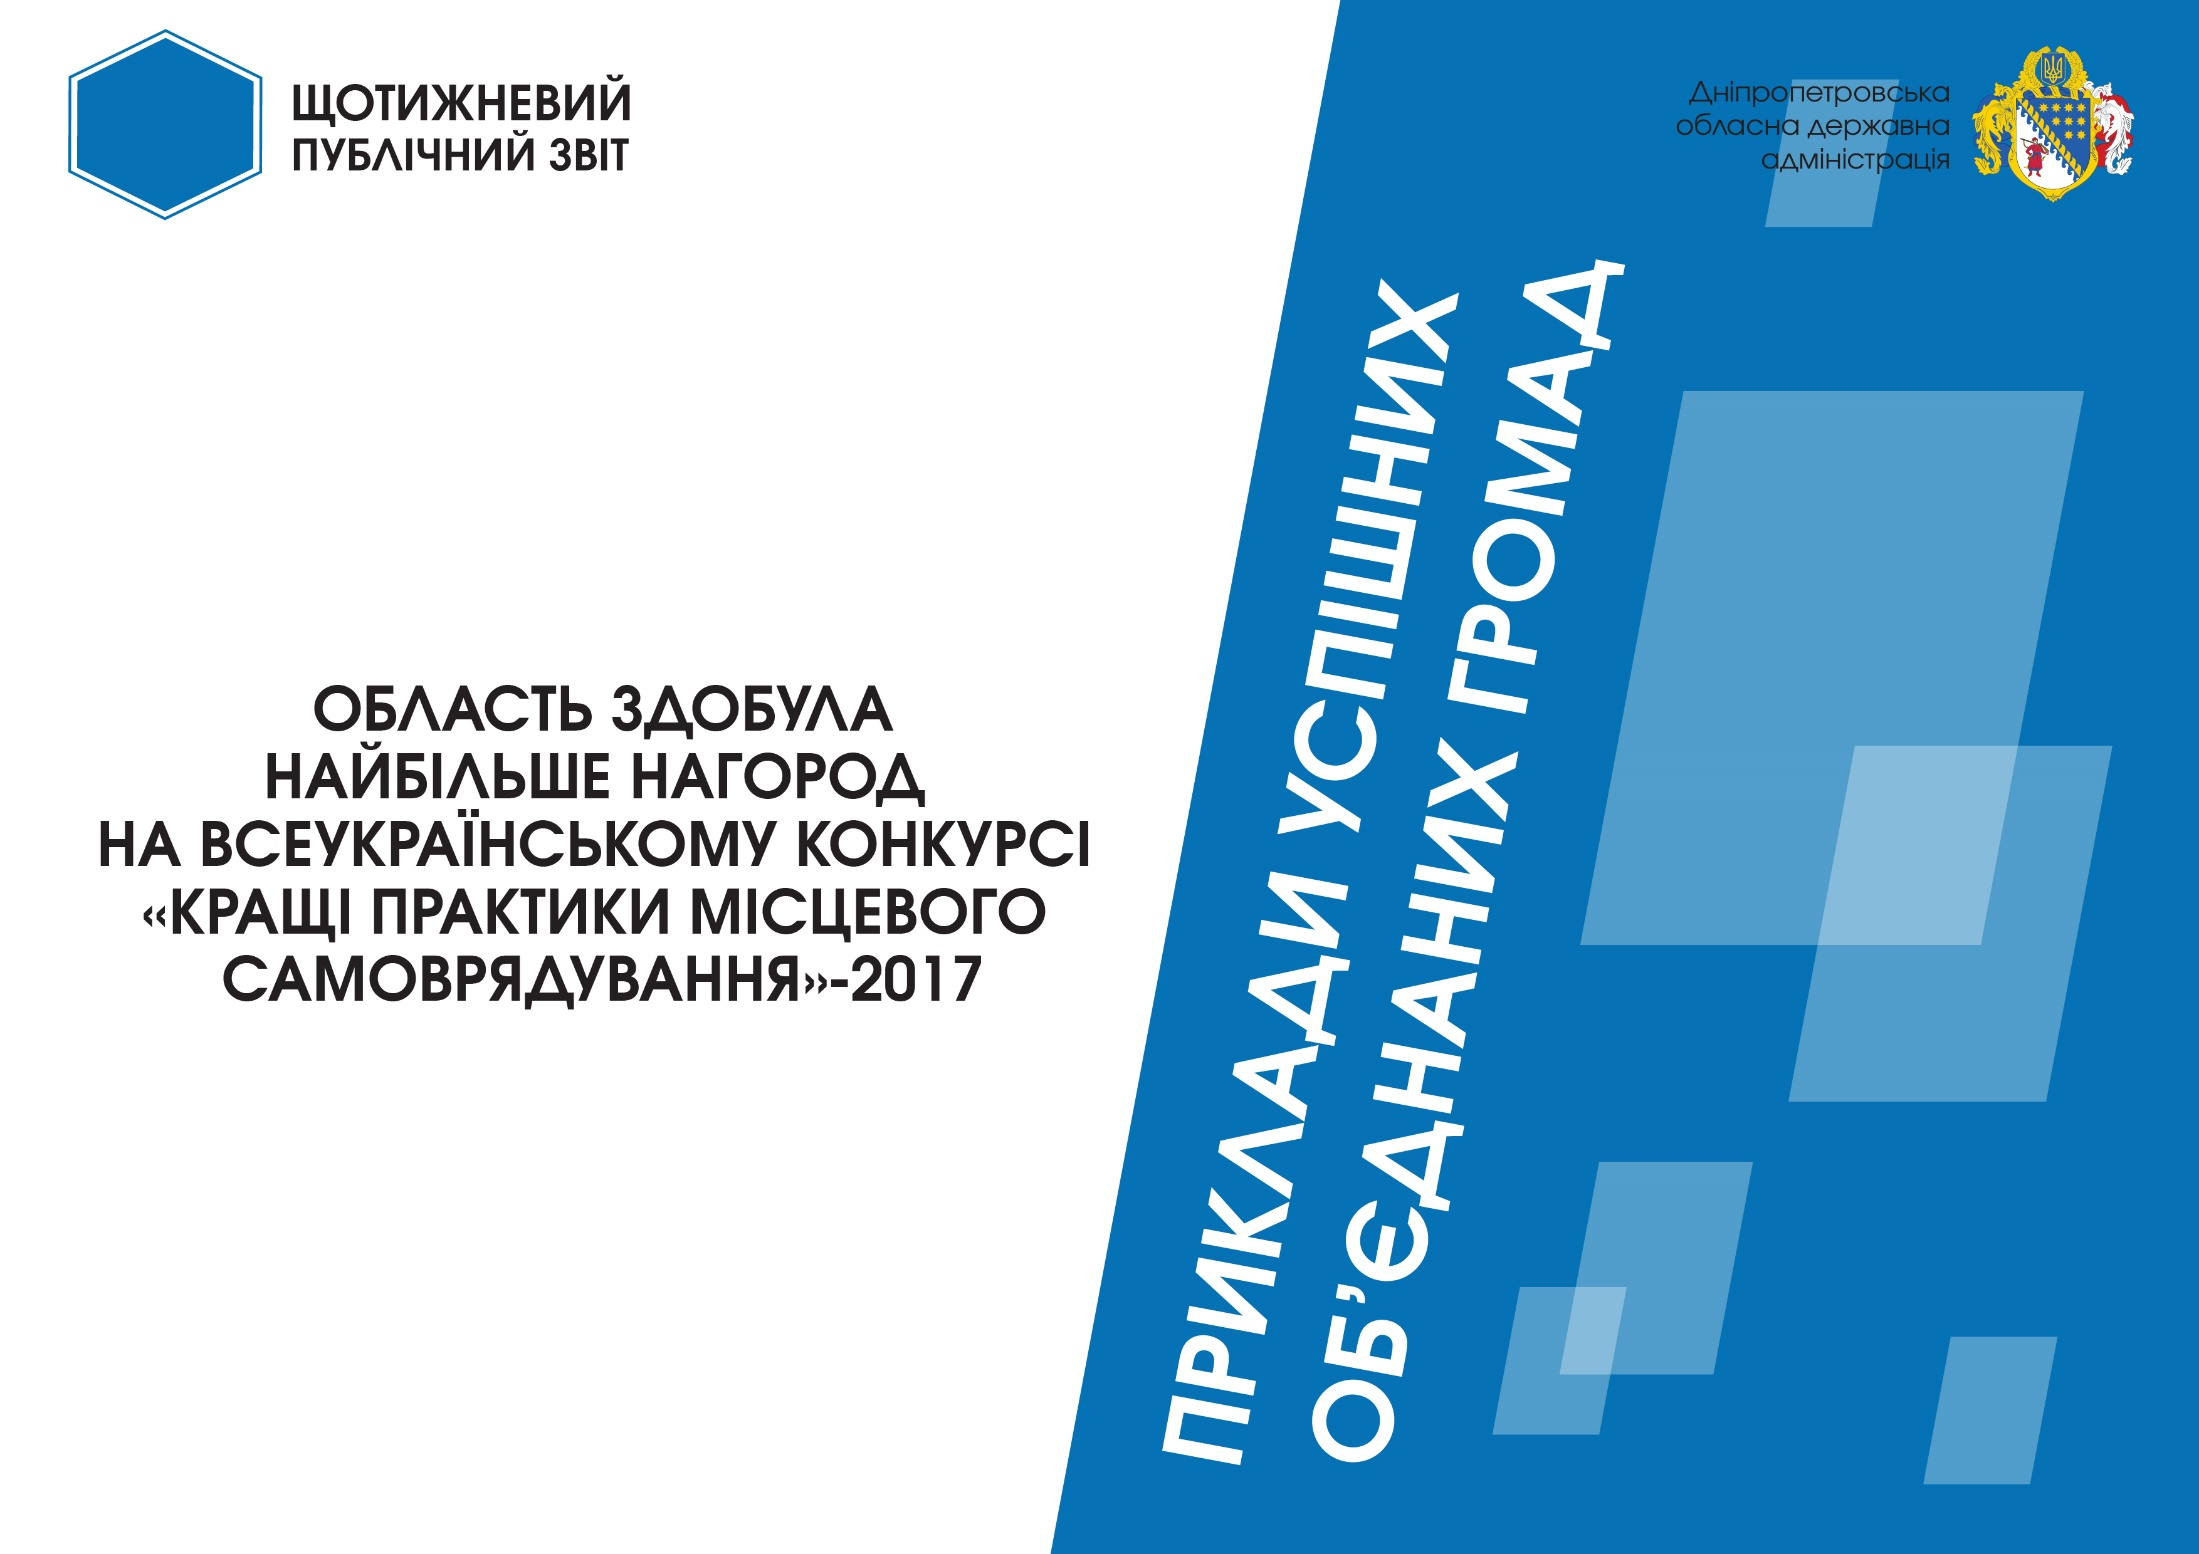 ЩОТИЖНЕВИЙ
ПУБЛІЧНИЙ ЗВІТ
Дніпропетровська
обласна державна
адміністрація
ОБЛАСТЬ ЗДОБУЛА
НАЙБІЛЬШЕ НАГОРОД
НА ВСЕУКРАЇНСЬКОМУ КОНКУРСІ
«КРАЩІ ПРАКТИКИ МІСЦЕВОГО
САМОВРЯДУВАННЯ»-2017
ПРИКЛАДИ УСПІШНИХ
ОБ’ЄДНАНИХ ГРОМАД